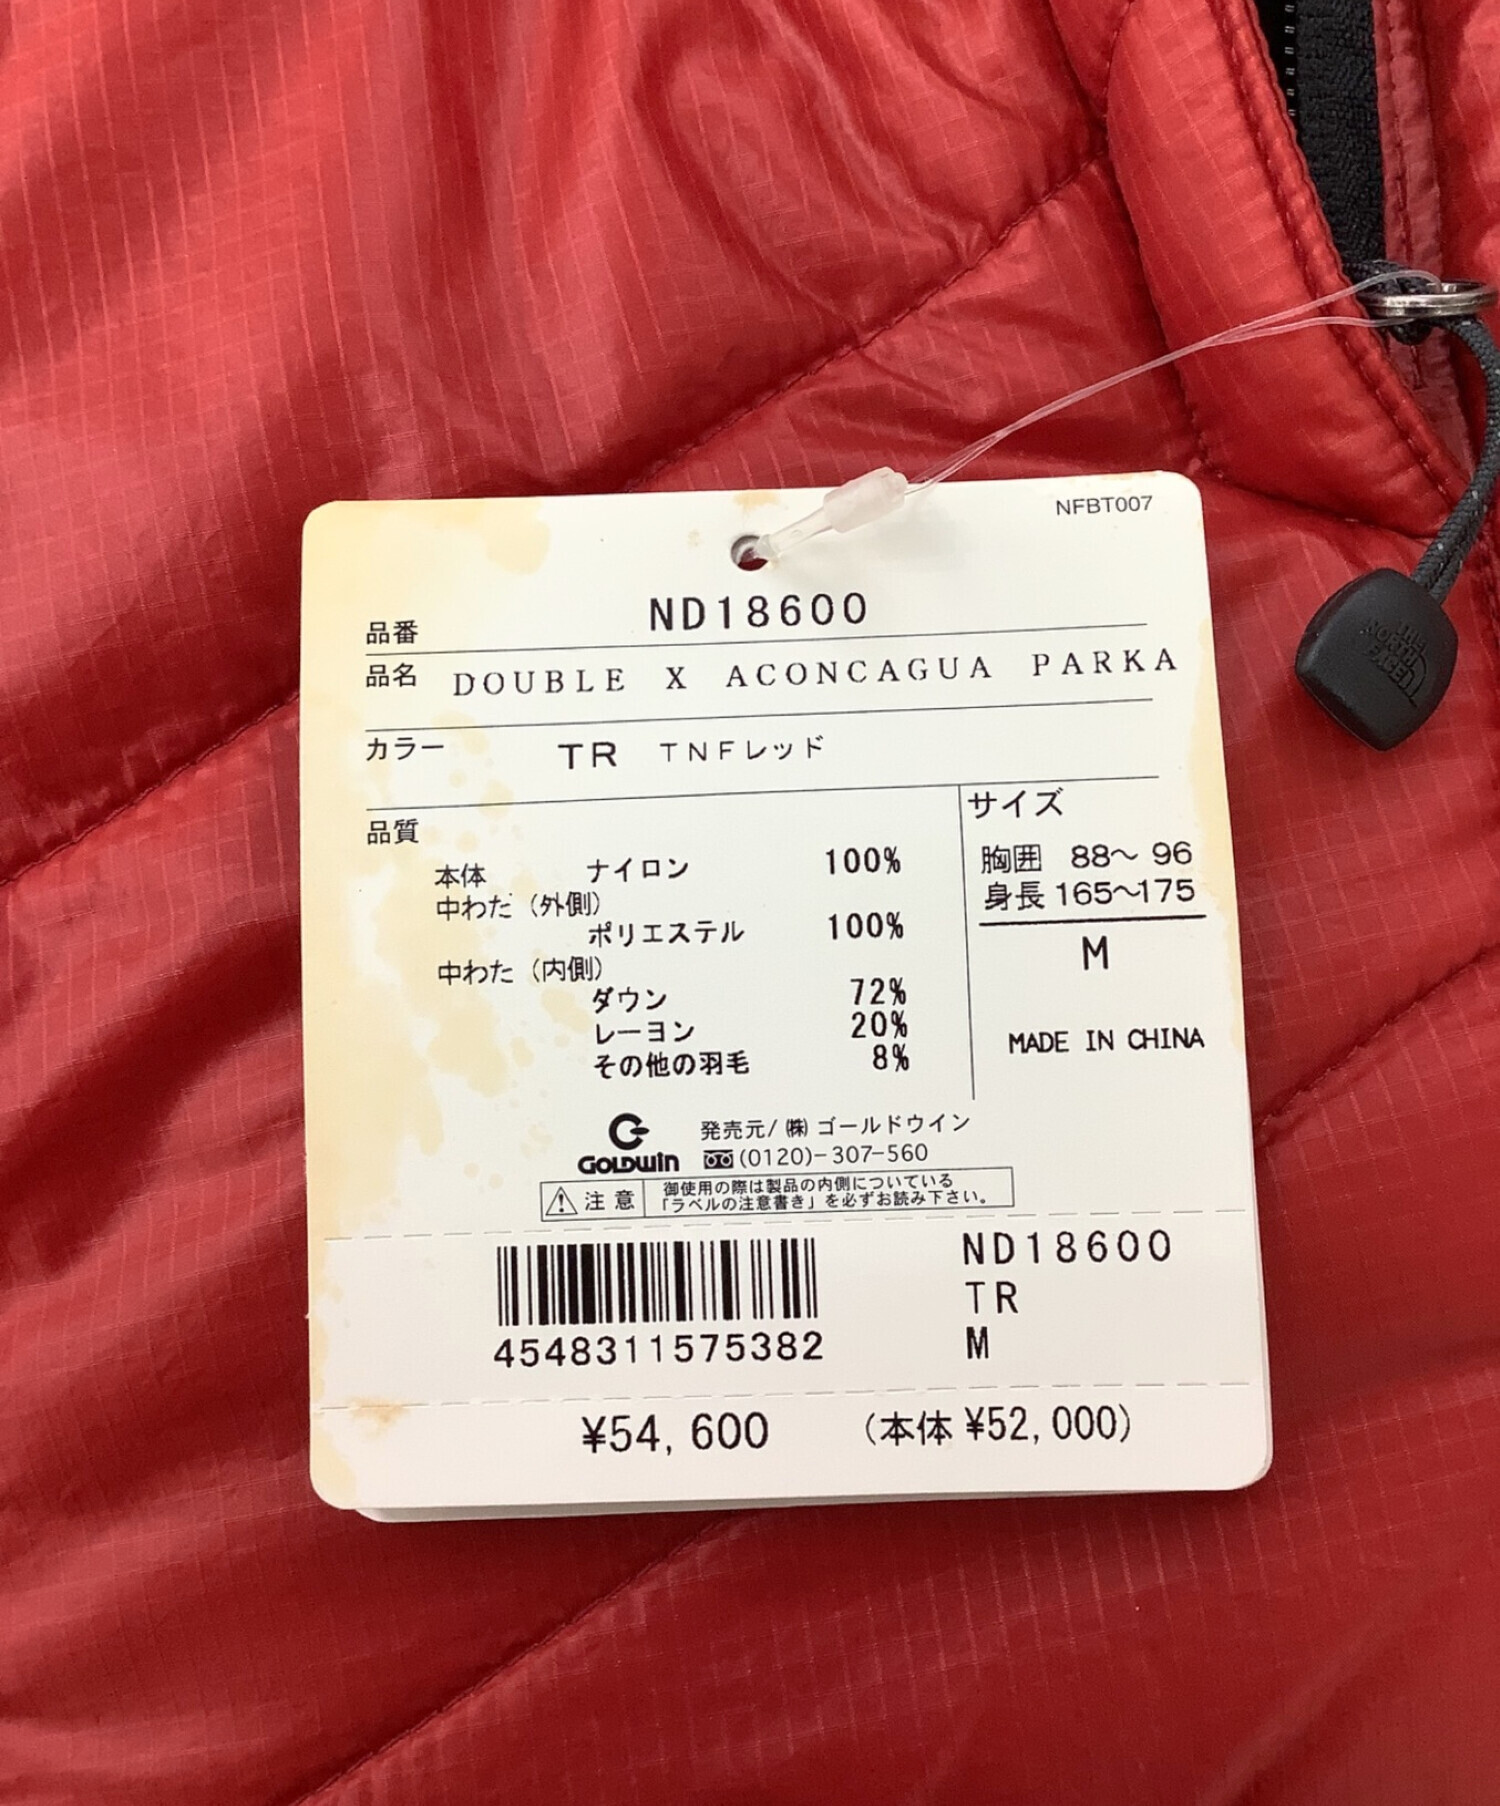 NFBT007
品番 ND18600
品名 DOUBLE X ACONCAGUA PARKA
カラー TR TNFレッド
品質
本体 ナイロン 100%
中わた（外側）
ポリエステル 100%
中わた（内側）
ダウン 72%
レーヨン 20%
その他の羽毛 8%
サイズ
胸囲 88～ 96
身長 165～175
M
MADE IN CHINA
GOLDWIN
発売元/㈱ ゴールドウイン
(0120)-307-560
注意
御使用の際は製品の内側についている
「ラベルの注意書き」を必ずお読み下さい。
4548311575382
ND18600
TR
M
¥54,600 (本体 ¥52,000)
THE
NORTH
FACE